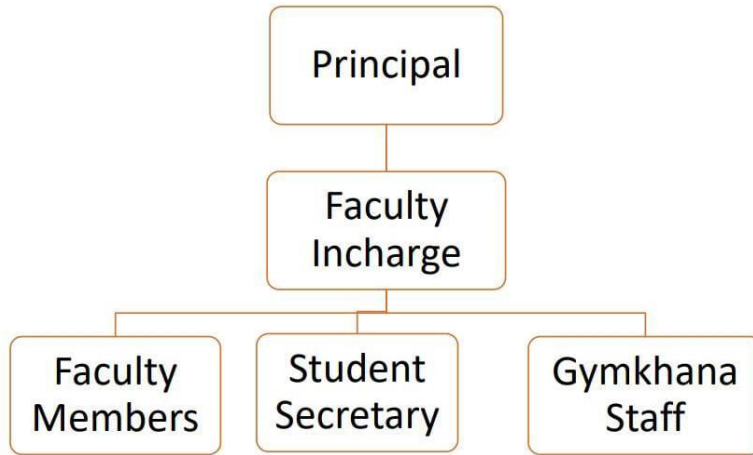 Principal
Faculty
Incharge
Faculty
Members
Student
Secretary
Gymkhana
Staff